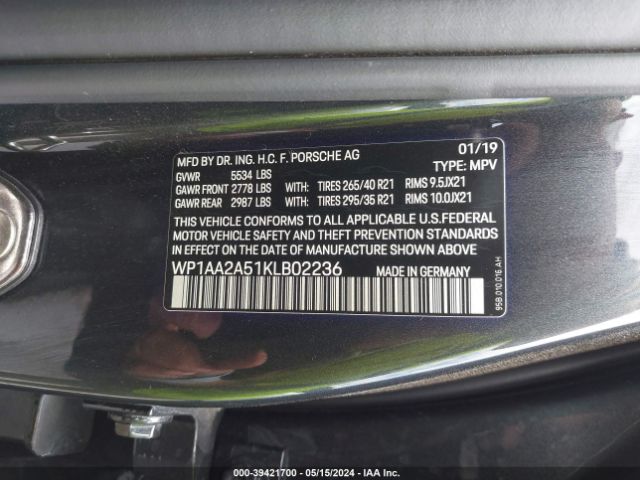 MFD BY DR. ING. H.C. F. PORSCHE AG 01/19
GVWR 5534 LBS TYPE: MPV
GAWR FRONT 2778 LBS WITH: TIRES 265/40 R21 RIMS 9.5JX21
GAWR REAR 2987 LBS WITH: TIRES 295/35 R21 RIMS 10.0JX21
THIS VEHICLE CONFORMS TO ALL APPLICABLE U.S.FEDERAL
MOTOR VEHICLE SAFETY AND THEFT PREVENTION STANDARDS
IN EFFECT ON THE DATE OF MANUFACTURE SHOWN ABOVE.
WP1AA2A51KLB02236 MADE IN GERMANY
95B.010.016.AH
000-39421700 - 05/15/2024 - IAA Inc.